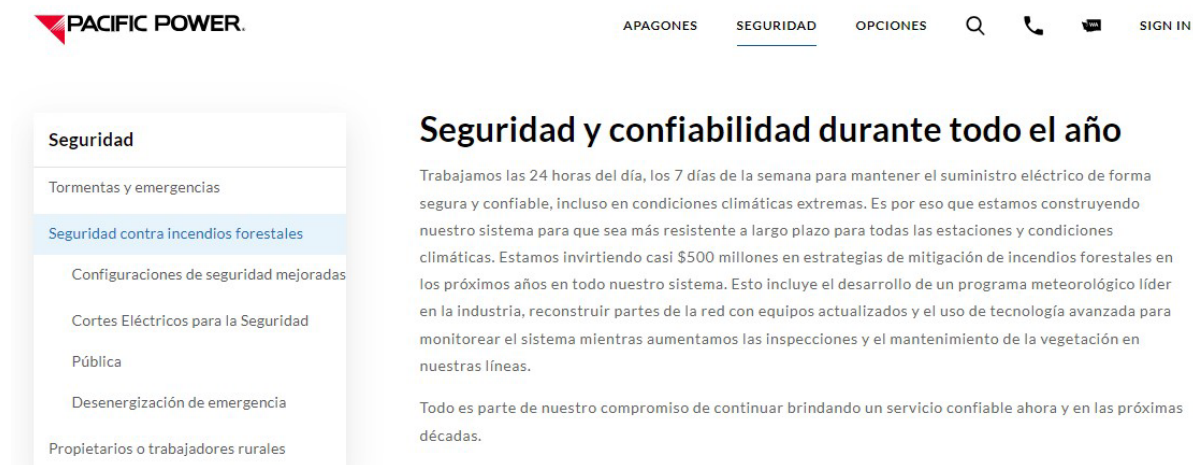 PACIFIC POWER.
APAGONES SEGURIDAD OPCIONES WA SIGN IN
Seguridad
Tormentas y emergencias
Seguridad contra incendios forestales
Configuraciones de seguridad mejoradas
Cortes Eléctricos para la Seguridad
Pública
Desenergización de emergencia
Propietarios o trabajadores rurales
Seguridad y confiabilidad durante todo el año
Trabajamos las 24 horas del día, los 7 días de la semana para mantener el suministro eléctrico de forma
segura y confiable, incluso en condiciones climáticas extremas. Es por eso que estamos construyendo
nuestro sistema para que sea más resistente a largo plazo para todas las estaciones y condiciones
climáticas. Estamos invirtiendo casi $500 millones en estrategias de mitigación de incendios forestales en
los próximos años en todo nuestro sistema. Esto incluye el desarrollo de un programa meteorológico líder
en la industria, reconstruir partes de la red con equipos actualizados y el uso de tecnología avanzada para
monitorear el sistema mientras aumentamos las inspecciones y el mantenimiento de la vegetación en
nuestras líneas.
Todo es parte de nuestro compromiso de continuar brindando un servicio confiable ahora y en las próximas
décadas.